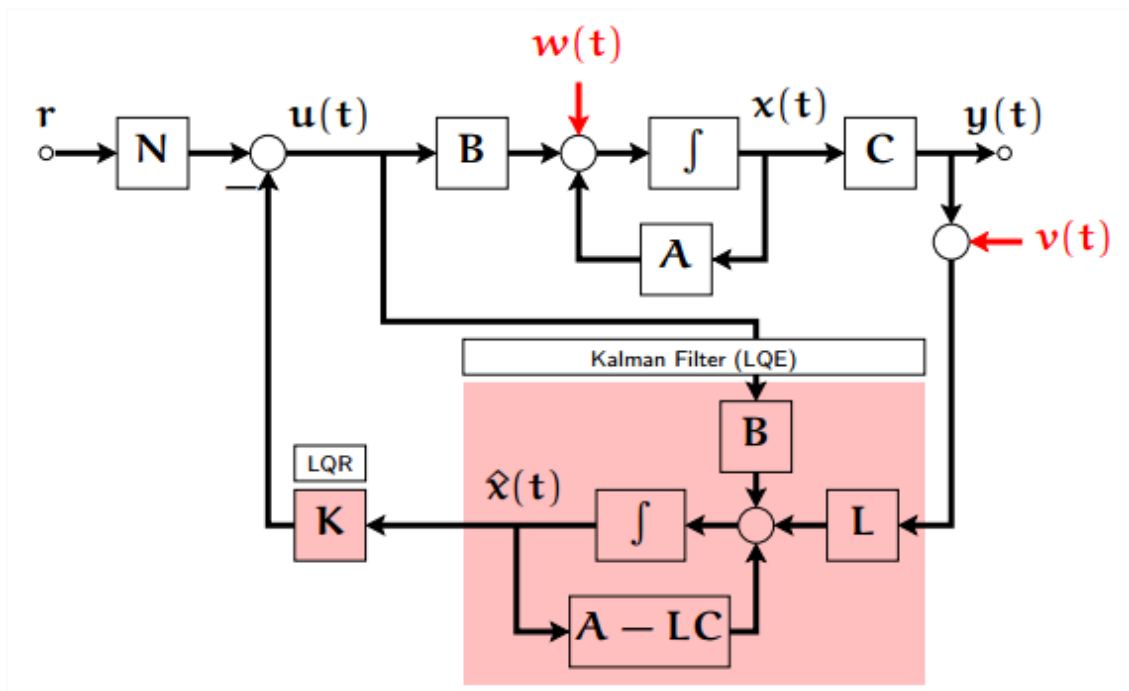 w(t)
r
u(t)
x(t)
y(t)
N
B
∫
C
−
A
v(t)
Kalman Filter (LQE)
B
LQR
x̂(t)
K
∫
L
A − LC